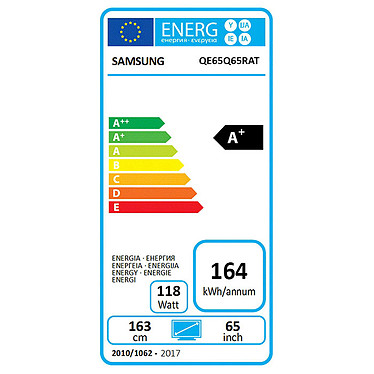 ENERG
енергия · ενεργεια
Y IJA
IE IA
SAMSUNG QE65Q65RAT
A++
A+
A
B
C
D
E
A+
ENERGIA · ЕНЕРГИЯ
ΕΝΕΡΓΕΙΑ · ENERGIJA
ENERGY · ENERGIE
ENERGI
164
kWh/annum
118
Watt
163
cm
65
inch
2010/1062 • 2017